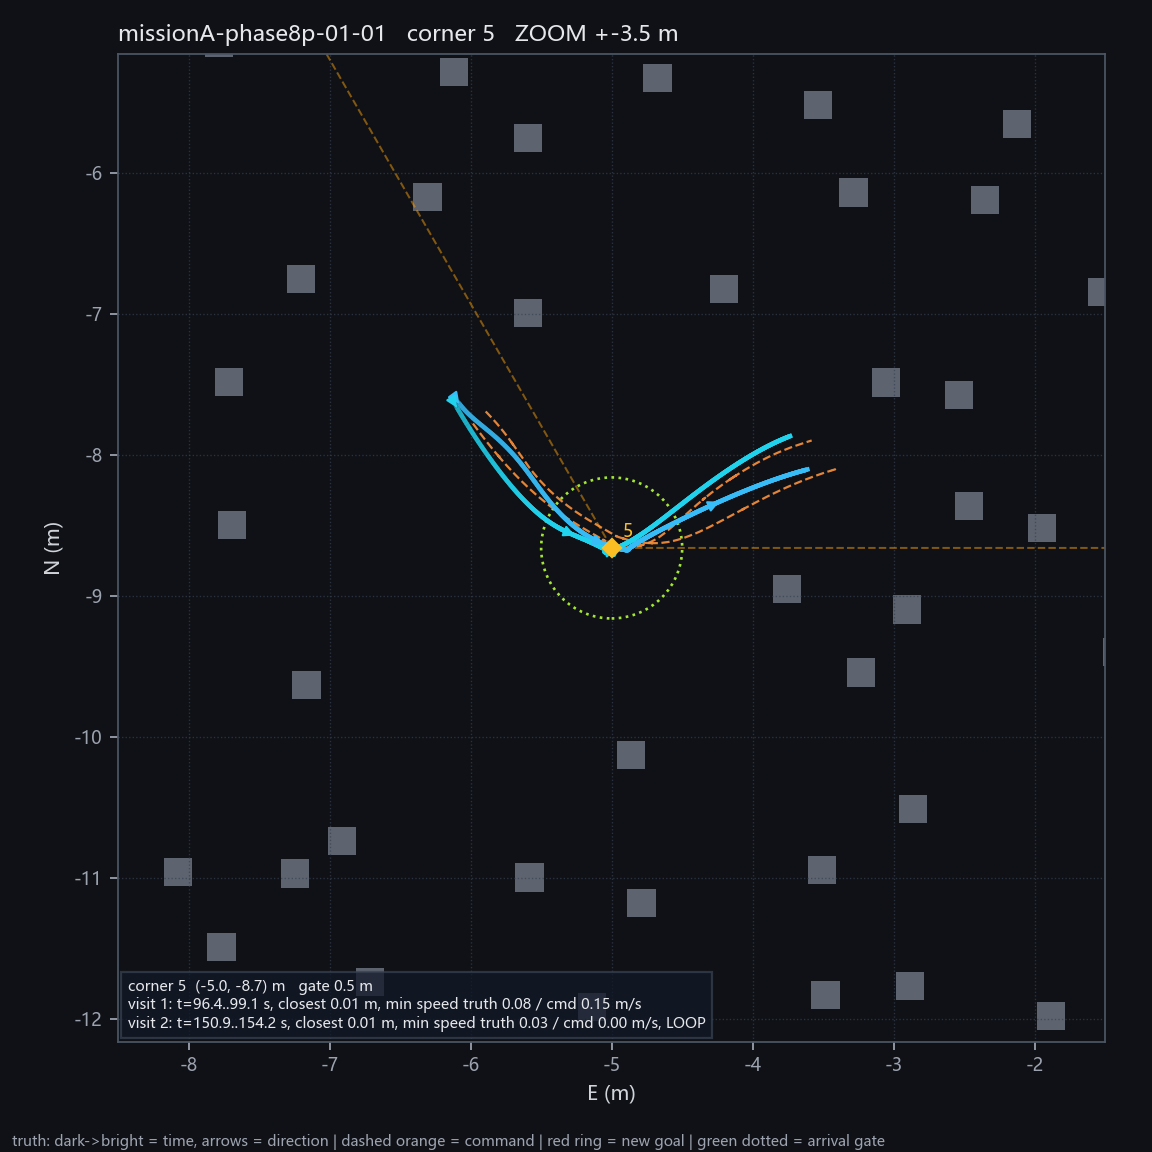 missionA-phase8p-01-01   corner 5   ZOOM +-3.5 m
-6
-7
-8
-9
-10
-11
-12
N (m)
5
corner 5  (-5.0, -8.7) m   gate 0.5 m
visit 1: t=96.4..99.1 s, closest 0.01 m, min speed truth 0.08 / cmd 0.15 m/s
visit 2: t=150.9..154.2 s, closest 0.01 m, min speed truth 0.03 / cmd 0.00 m/s, LOOP
-8 -7 -6 -5 -4 -3 -2
E (m)
truth: dark->bright = time, arrows = direction | dashed orange = command | red ring = new goal | green dotted = arrival gate